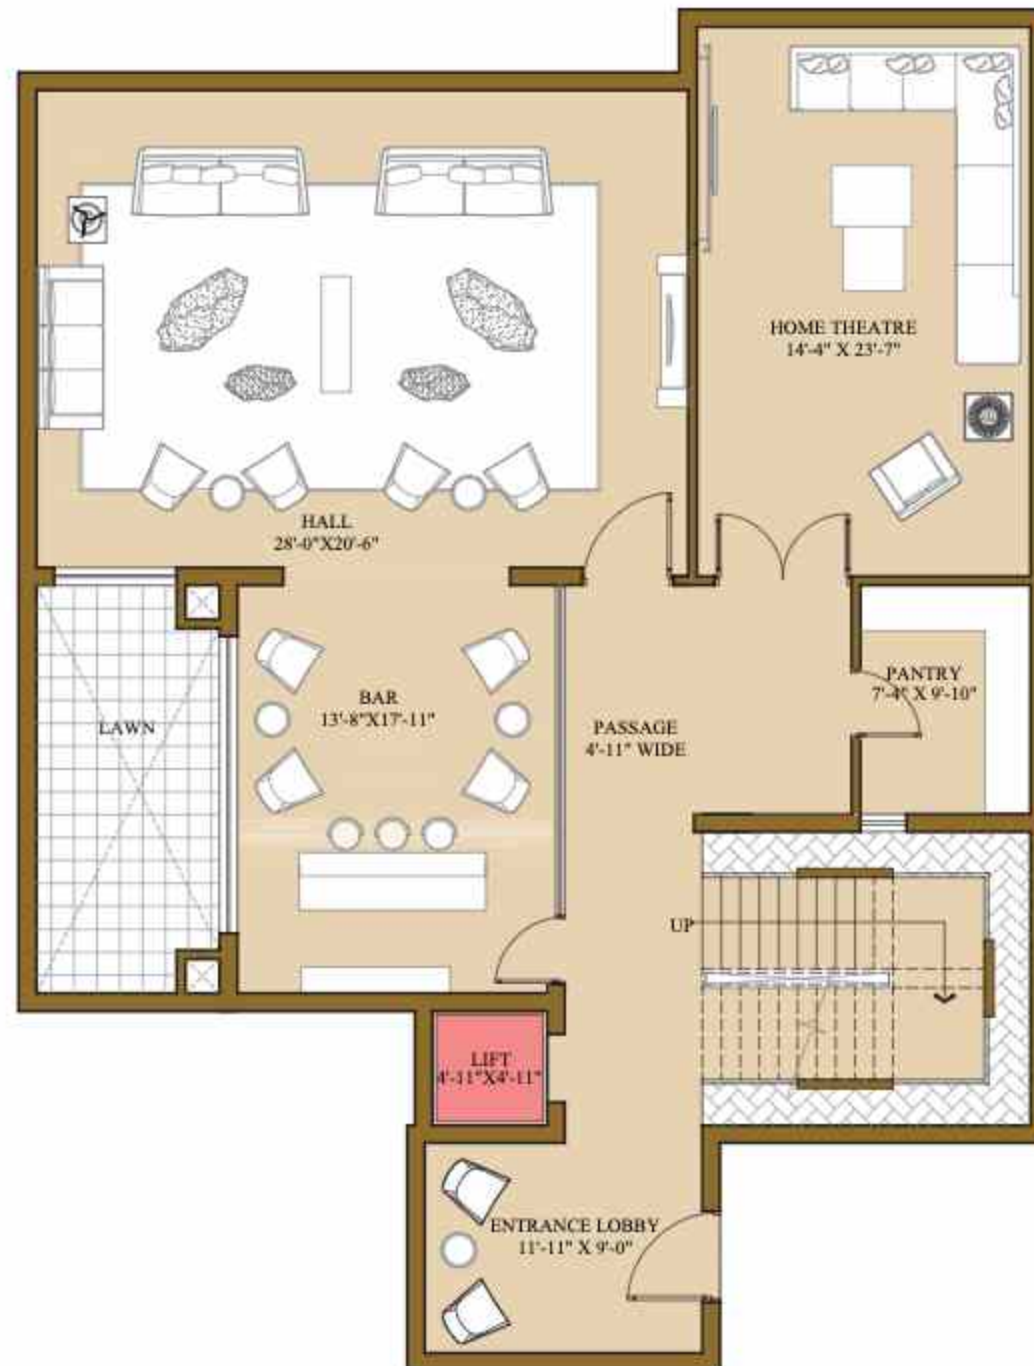 HOME THEATRE
14'-4" X 23'-7"
HALL
28'-0"X20'-6"
LAWN
BAR
13'-8"X17'-11"
PASSAGE
4'-11" WIDE
PANTRY
7'-4" X 9'-10"
UP
LIFT
4'-11"X4'-11"
ENTRANCE LOBBY
11'-11" X 9'-0"